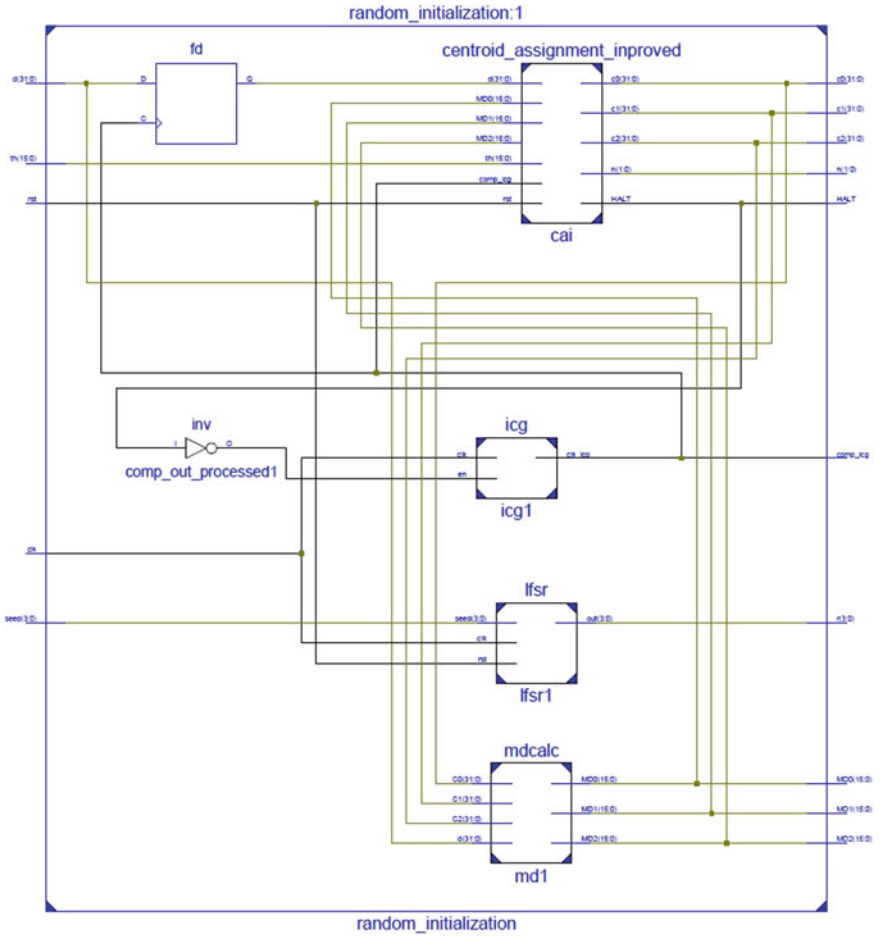 random_initialization:1
fd
centroid_assignment_inproved
d(31:0)
D
Q
d(31:0)
c0(31:0)
c0(31:0)
MD0(15:0)
C
MD1(15:0)
c1(31:0)
c1(31:0)
MD2(15:0)
c2(31:0)
c2(31:0)
th(15:0)
th(15:0)
n(1:0)
n(1:0)
comp_icg
rst
rst
HALT
HALT
cai
inv
icg
I
O
clk
clk_icg
comp_icg
comp_out_processed1
en
icg1
clk
lfsr
seed(3:0)
seed(3:0)
out(3:0)
r(3:0)
clk
rst
lfsr1
mdcalc
C0(31:0)
MD0(15:0)
MD0(15:0)
C1(31:0)
MD1(15:0)
MD1(15:0)
C2(31:0)
d(31:0)
MD2(15:0)
MD2(15:0)
md1
random_initialization